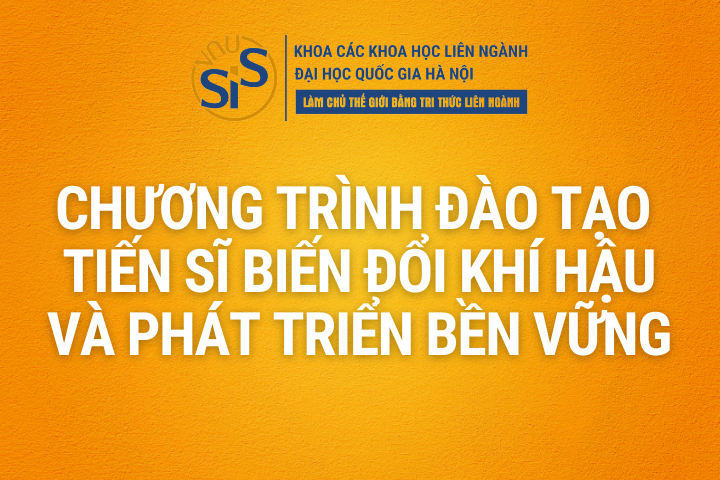 VNU
SiS
KHOA CÁC KHOA HỌC LIÊN NGÀNH
ĐẠI HỌC QUỐC GIA HÀ NỘI
LÀM CHỦ THẾ GIỚI BẰNG TRI THỨC LIÊN NGÀNH
CHƯƠNG TRÌNH ĐÀO TẠO
TIẾN SĨ BIẾN ĐỔI KHÍ HẬU
VÀ PHÁT TRIỂN BỀN VỮNG